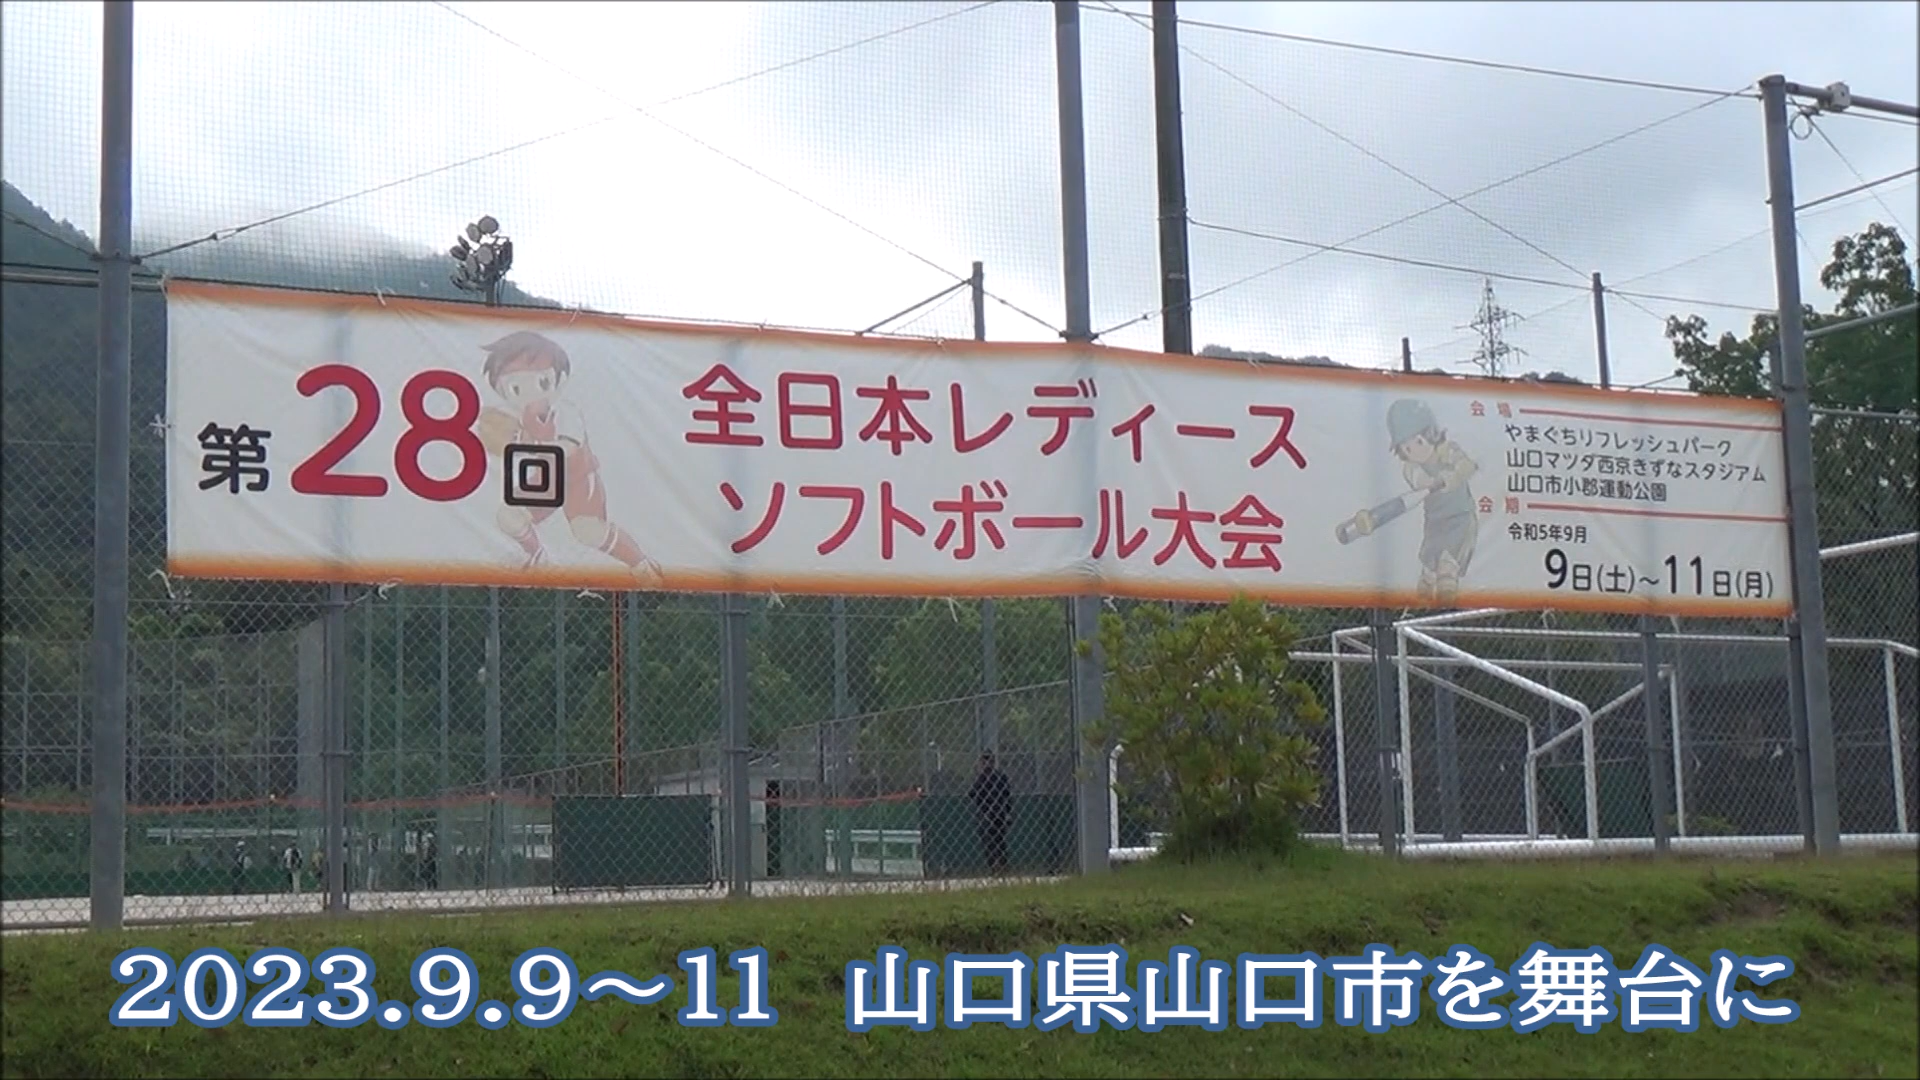 第28回
全日本レディース
ソフトボール大会
会場
やまぐちリフレッシュパーク
山口マツダ西京きずなスタジアム
山口市小郡運動公園
会期
令和5年9月
9日(土)～11日(月)
2023.9.9～11 山口県山口市を舞台に